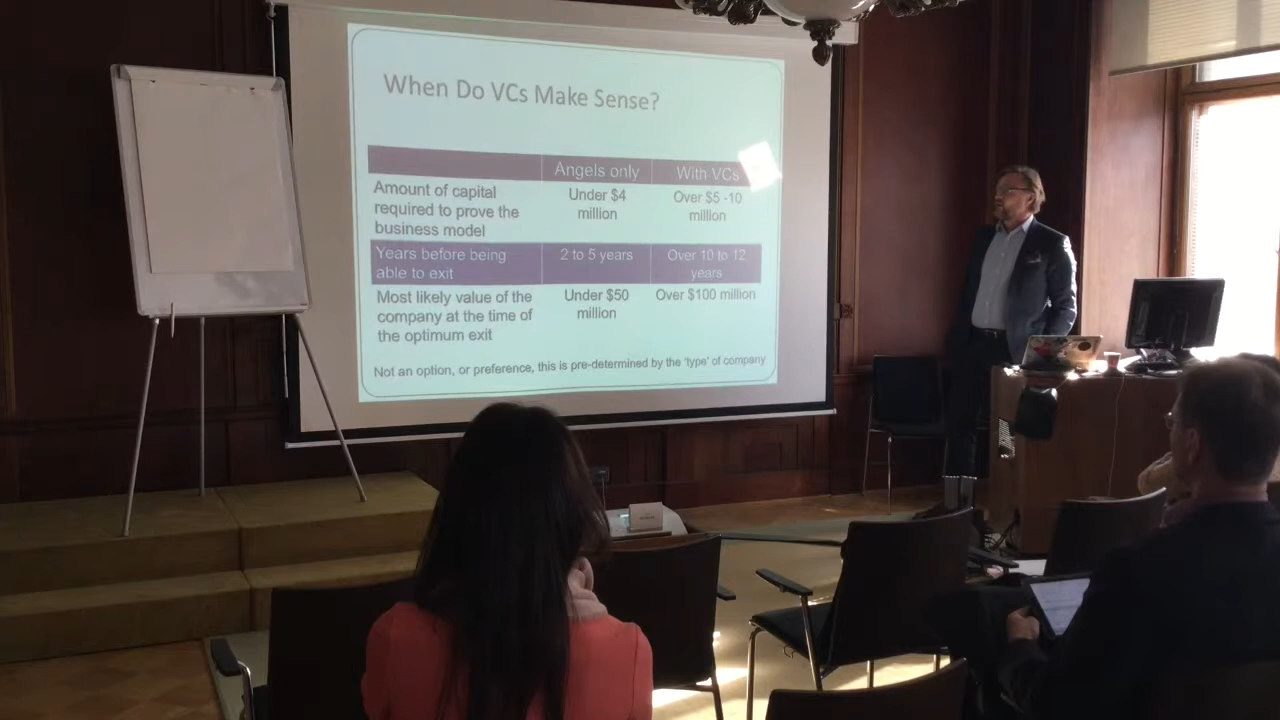 When Do VCs Make Sense?
Angels only With VCs
Amount of capital
required to prove the
business model
Under $4
million
Over $5 -10
million
Years before being
able to exit
2 to 5 years
Over 10 to 12
years
Most likely value of the
company at the time of
the optimum exit
Under $50
million
Over $100 million
Not an option, or preference, this is pre-determined by the 'type' of company